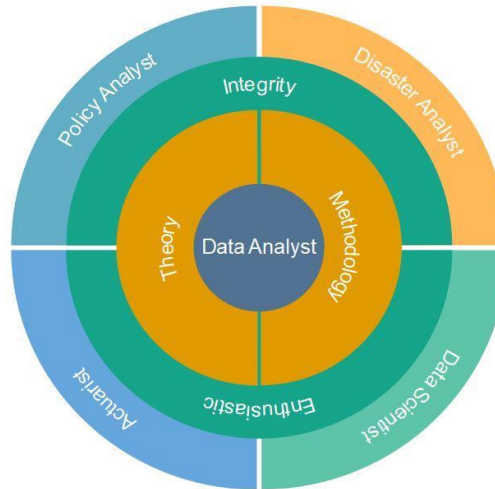 Policy Analyst
Disaster Analyst
Integrity
Theory
Data Analyst
Methodology
Enthusiastic
Actuarist
Data Scientist